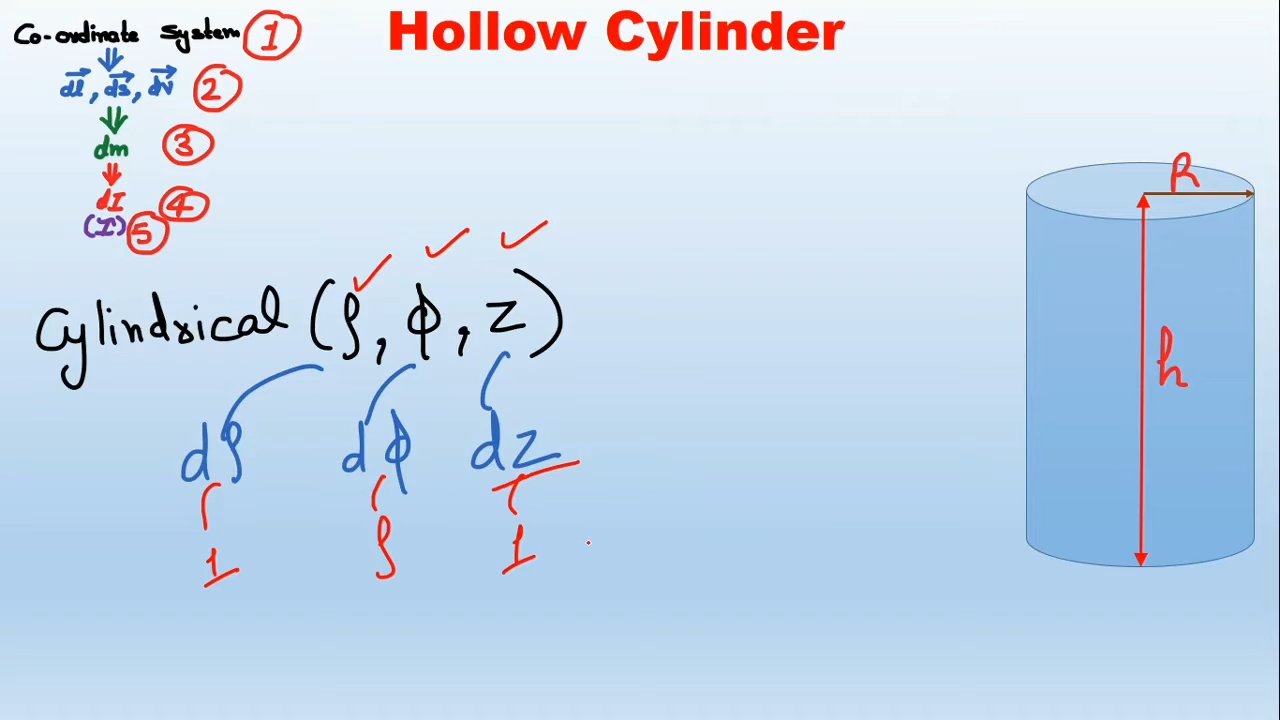 Hollow Cylinder
Co-ordinate System 1
dl, ds, dv 2
dm 3
dI 4
(I) 5
Cylindrical (ρ, ϕ, z)
dρ dϕ dz
1 ρ 1
R
h